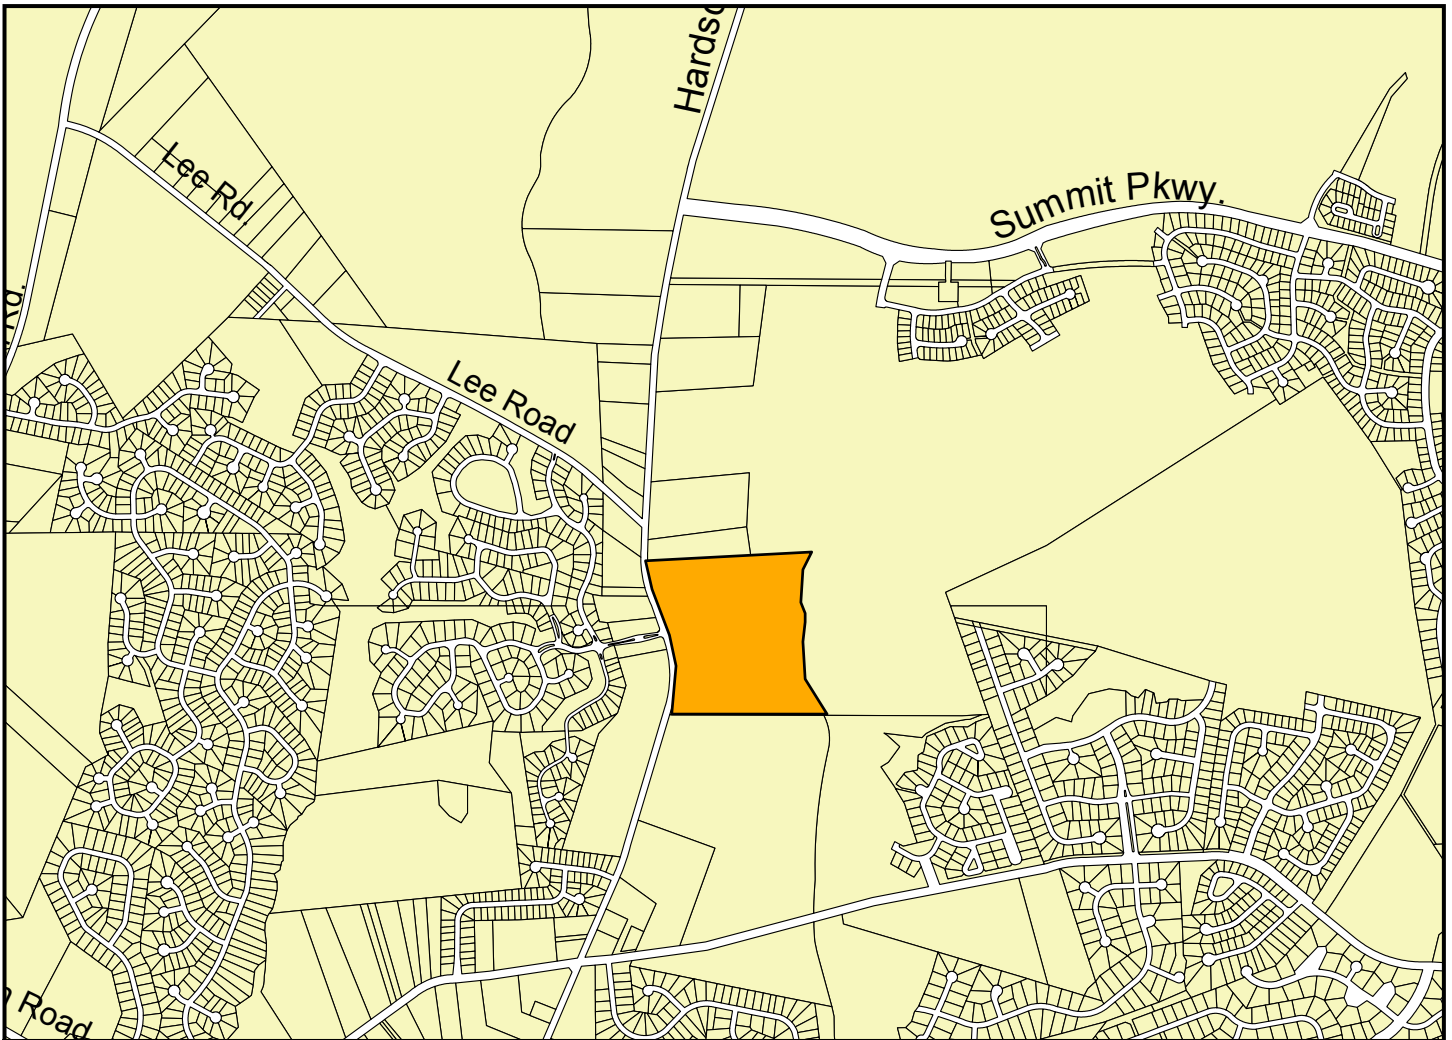 Hardsc
Lee Rd.
Summit Pkwy.
Rd.
Lee Road
Road